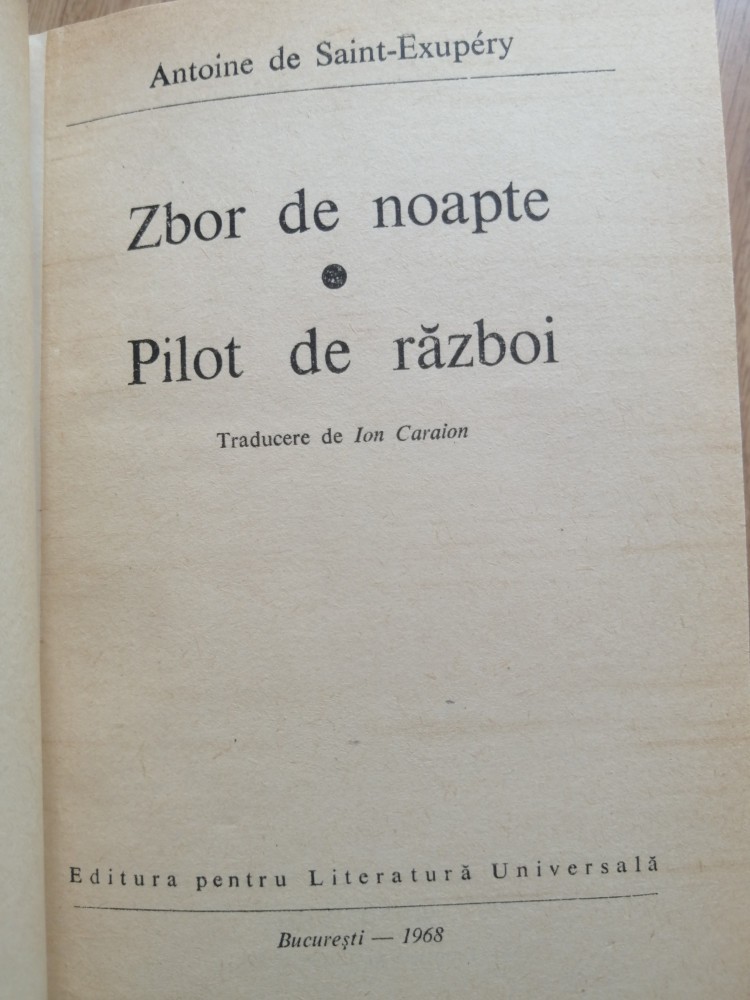 Antoine de Saint-Exupéry
Zbor de noapte
●
Pilot de război
Traducere de Ion Caraion
Editura pentru Literatură Universală
București — 1968